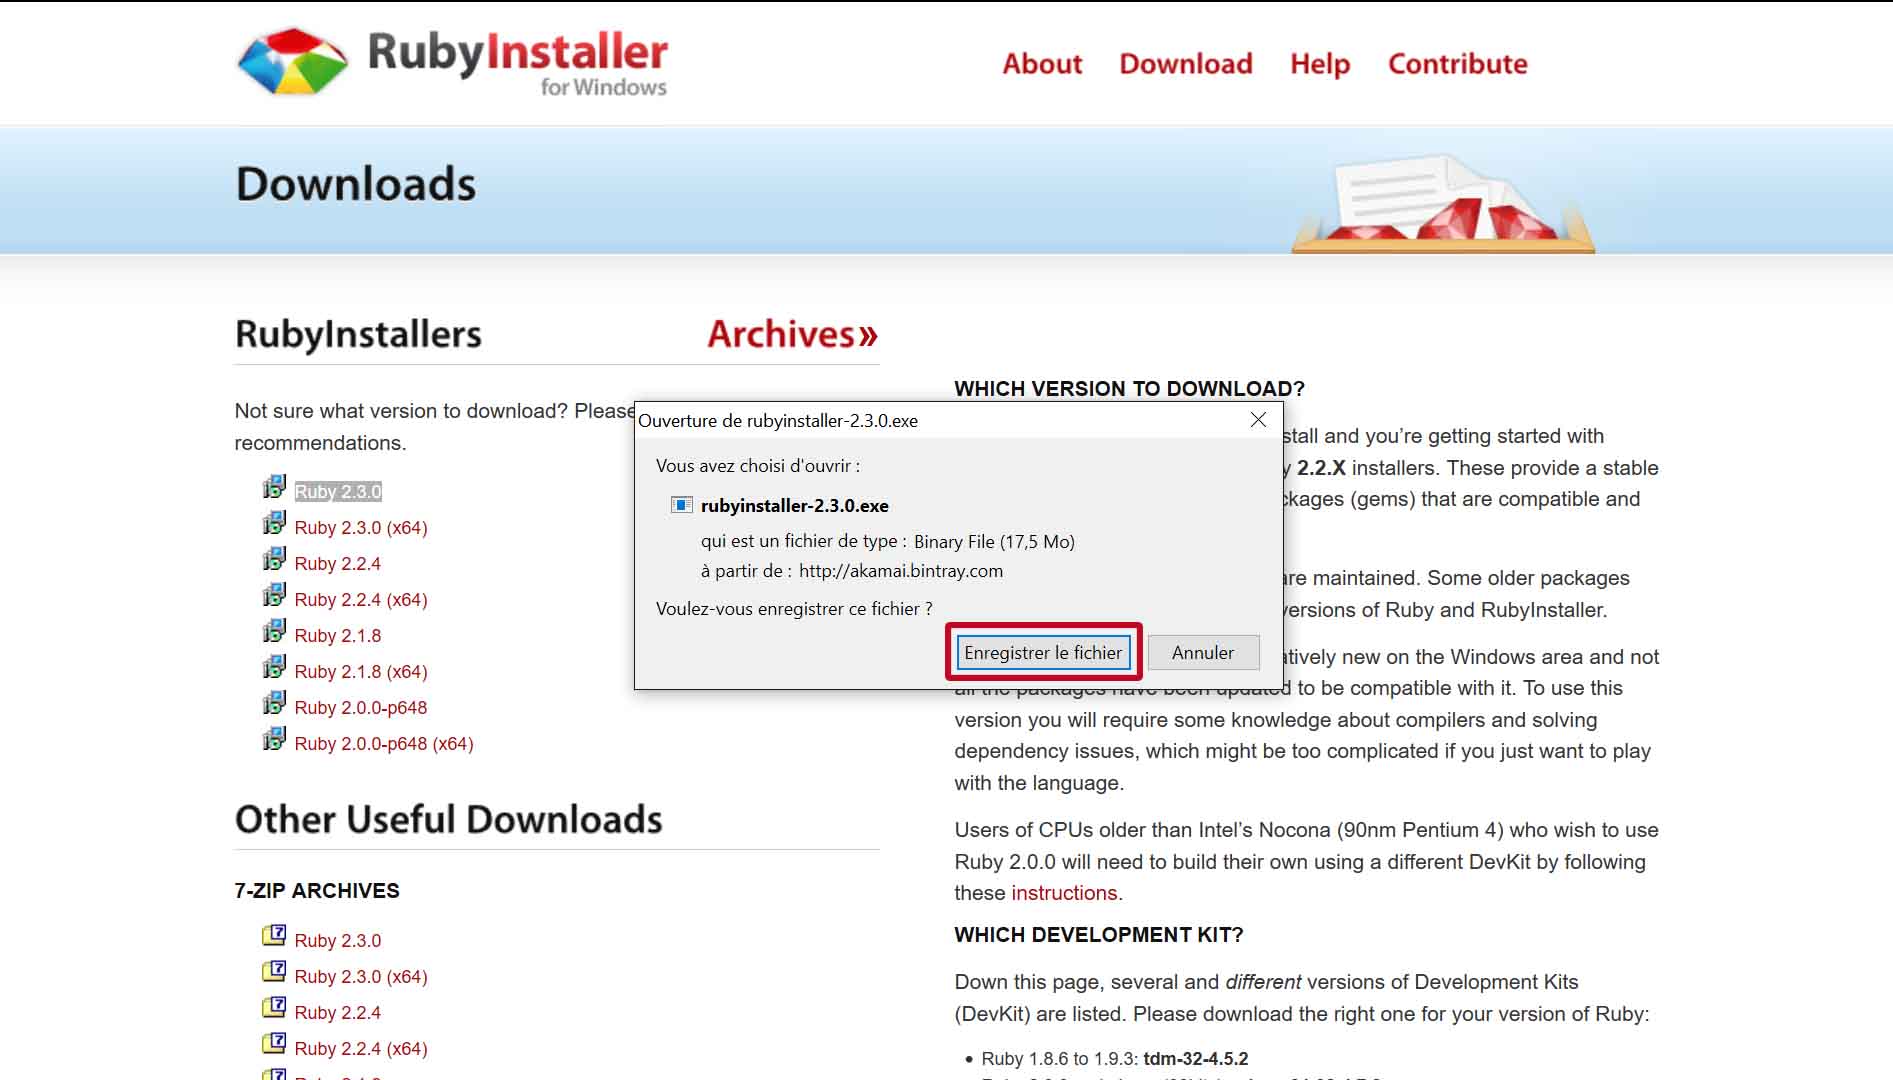 RubyInstaller
for Windows
About Download Help Contribute
Downloads
RubyInstallers Archives»
Not sure what version to download? Please
recommendations.
Ruby 2.3.0
Ruby 2.3.0 (x64)
Ruby 2.2.4
Ruby 2.2.4 (x64)
Ruby 2.1.8
Ruby 2.1.8 (x64)
Ruby 2.0.0-p648
Ruby 2.0.0-p648 (x64)
Other Useful Downloads
7-ZIP ARCHIVES
Ruby 2.3.0
Ruby 2.3.0 (x64)
Ruby 2.2.4
Ruby 2.2.4 (x64)
Ouverture de rubyinstaller-2.3.0.exe
Vous avez choisi d'ouvrir :
rubyinstaller-2.3.0.exe
qui est un fichier de type : Binary File (17,5 Mo)
à partir de : http://akamai.bintray.com
Voulez-vous enregistrer ce fichier ?
Enregistrer le fichier Annuler
WHICH VERSION TO DOWNLOAD?
stall and you're getting started with
2.2.X installers. These provide a stable
ckages (gems) that are compatible and
are maintained. Some older packages
versions of Ruby and RubyInstaller.
atively new on the Windows area and not
all the packages have been updated to be compatible with it. To use this
version you will require some knowledge about compilers and solving
dependency issues, which might be too complicated if you just want to play
with the language.
Users of CPUs older than Intel's Nocona (90nm Pentium 4) who wish to use
Ruby 2.0.0 will need to build their own using a different DevKit by following
these instructions.
WHICH DEVELOPMENT KIT?
Down this page, several and different versions of Development Kits
(DevKit) are listed. Please download the right one for your version of Ruby:
• Ruby 1.8.6 to 1.9.3: tdm-32-4.5.2